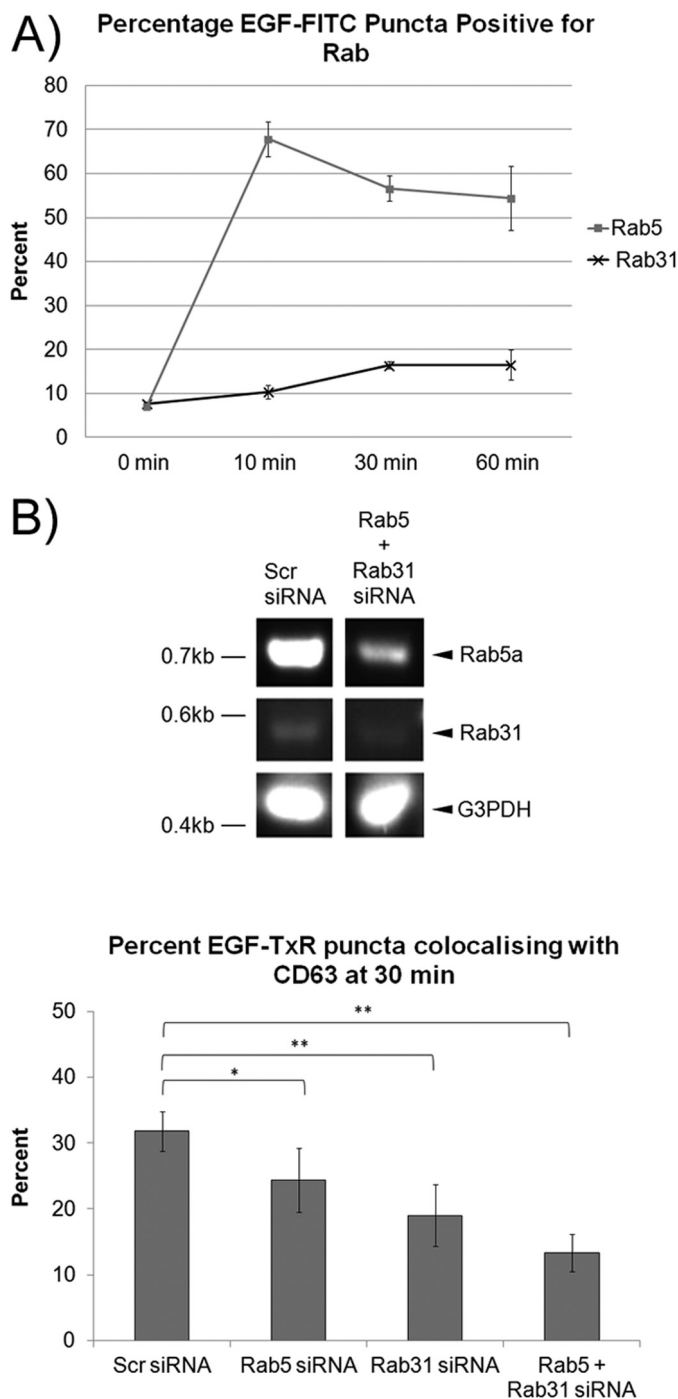 A)
Percentage EGF-FITC Puncta Positive for
Rab
80
70
60
50
40
30
20
10
0
Percent
0 min 10 min 30 min 60 min
Rab5
Rab31
B)
Scr
siRNA
Rab5
+
Rab31
siRNA
0.7kb
Rab5a
0.6kb
Rab31
0.4kb
G3PDH
Percent EGF-TxR puncta colocalising with
CD63 at 30 min
50
40
30
20
10
0
Percent
**
**
*
Scr siRNA Rab5 siRNA Rab31 siRNA Rab5 +
Rab31 siRNA